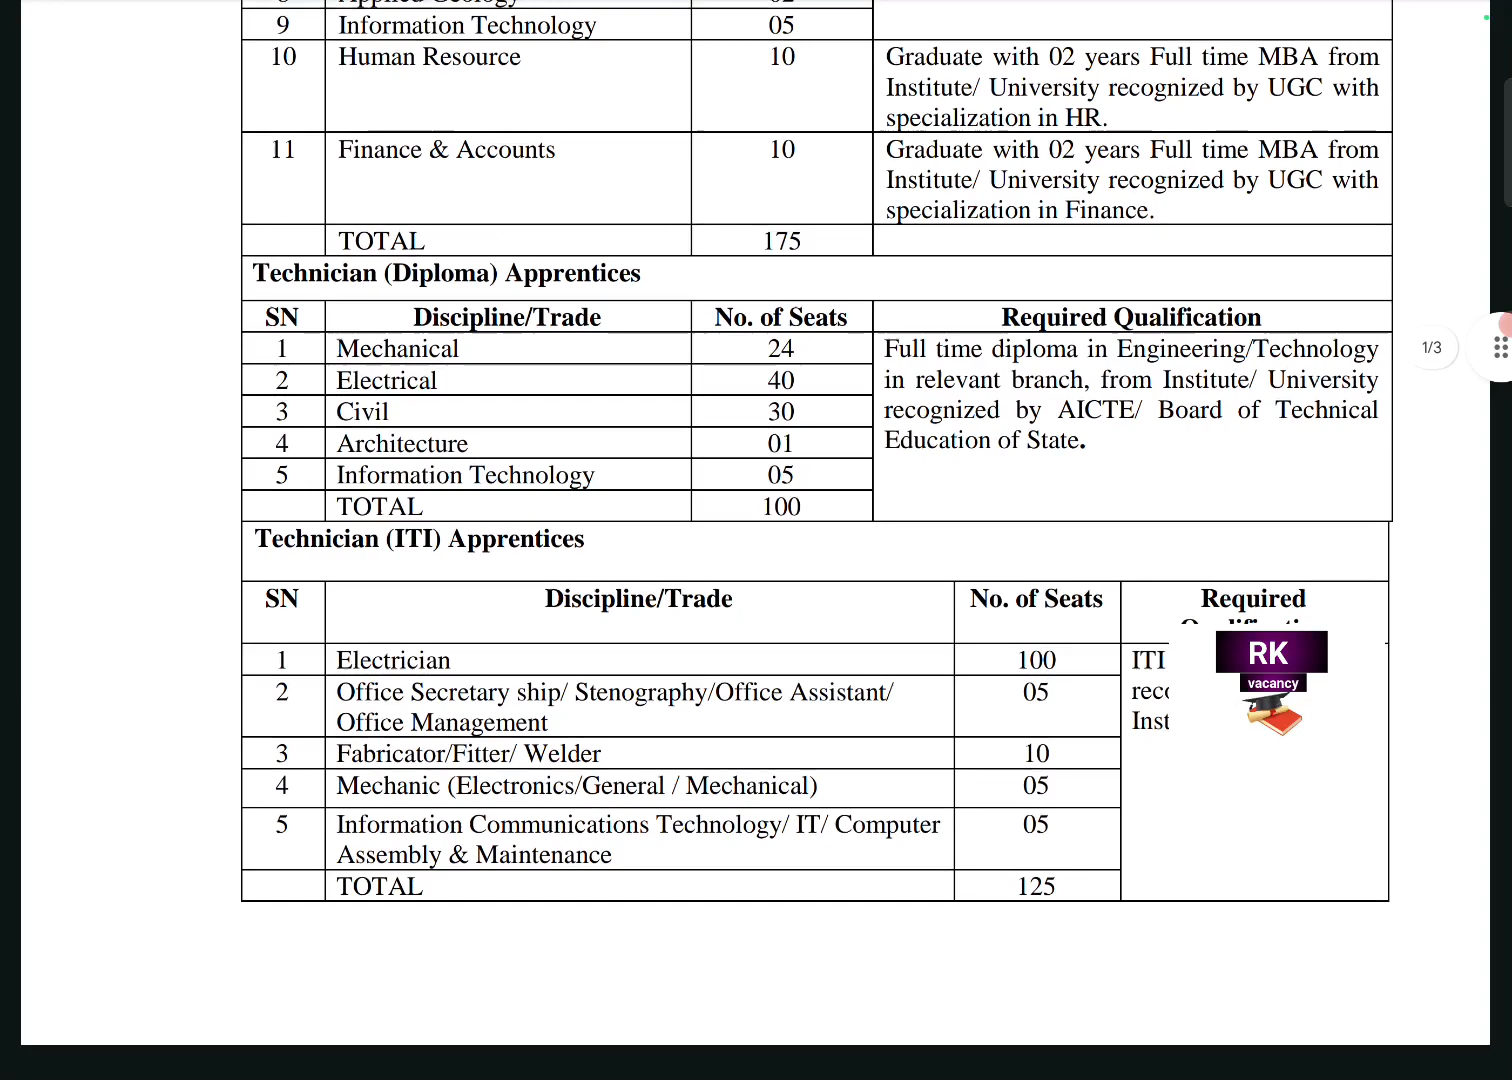 9 Information Technology 05
10 Human Resource 10 Graduate with 02 years Full time MBA from
Institute/ University recognized by UGC with
specialization in HR.
11 Finance & Accounts 10 Graduate with 02 years Full time MBA from
Institute/ University recognized by UGC with
specialization in Finance.
TOTAL 175
Technician (Diploma) Apprentices
SN Discipline/Trade No. of Seats Required Qualification
1 Mechanical 24 Full time diploma in Engineering/Technology
2 Electrical 40 in relevant branch, from Institute/ University
3 Civil 30 recognized by AICTE/ Board of Technical
4 Architecture 01 Education of State.
5 Information Technology 05
TOTAL 100
1/3
Technician (ITI) Apprentices
SN Discipline/Trade No. of Seats Required
1 Electrician 100 ITI
2 Office Secretary ship/ Stenography/Office Assistant/ 05
Office Management
3 Fabricator/Fitter/ Welder 10
4 Mechanic (Electronics/General / Mechanical) 05
5 Information Communications Technology/ IT/ Computer 05
Assembly & Maintenance
TOTAL 125
RK
vacancy